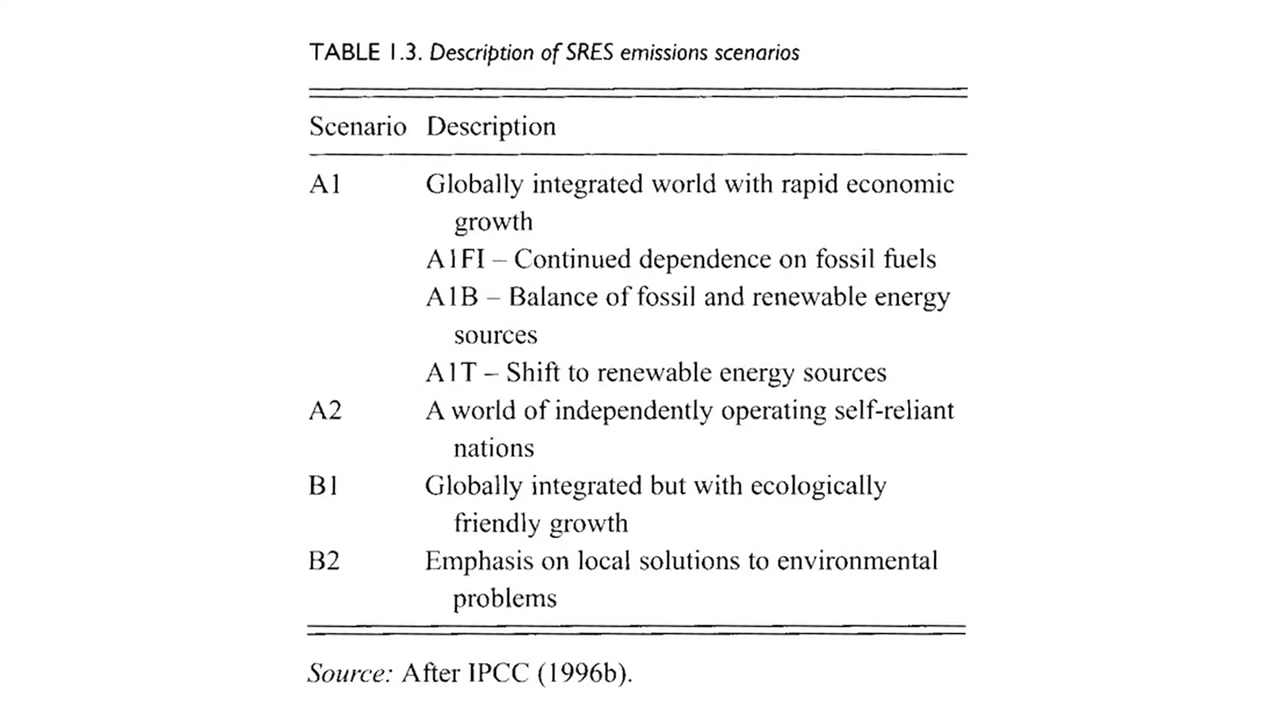 TABLE 1.3. Description of SRES emissions scenarios
Scenario Description
A1 Globally integrated world with rapid economic
growth
A1FI – Continued dependence on fossil fuels
A1B – Balance of fossil and renewable energy
sources
A1T – Shift to renewable energy sources
A2 A world of independently operating self-reliant
nations
B1 Globally integrated but with ecologically
friendly growth
B2 Emphasis on local solutions to environmental
problems
Source: After IPCC (1996b).